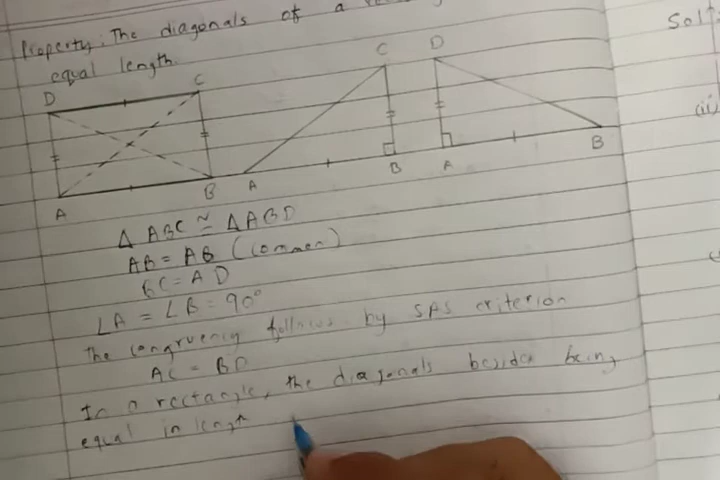 Property: The diagonals of a
equal length.
D C C D
A B A B A B
Δ ABC ≅ Δ ABD
AB = AB (common)
BC = AD
∠A = ∠B = 90°
the congruency follows by SAS criterion
AC = BD
In a rectangle, the diagonals besides being
equal in length
Sol
(ii)